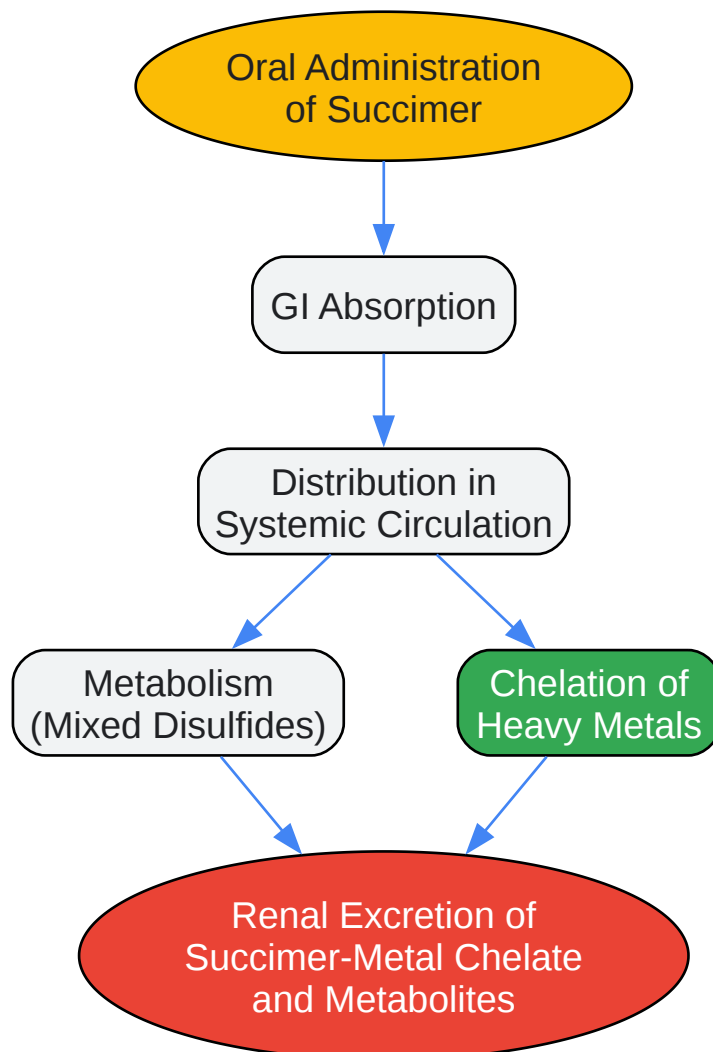 Oral Administration
of Succimer
GI Absorption
Distribution in
Systemic Circulation
Metabolism
(Mixed Disulfides)
Chelation of
Heavy Metals
Renal Excretion of
Succimer-Metal Chelate
and Metabolites